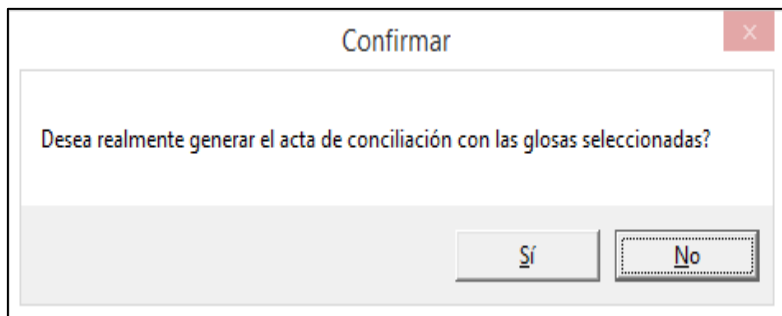 Confirmar
x
Desea realmente generar el acta de conciliación con las glosas seleccionadas?
Sí
No